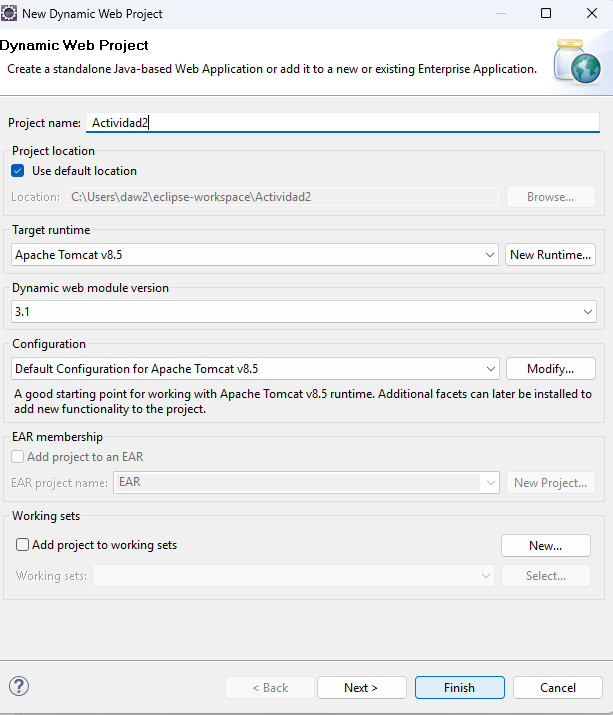 New Dynamic Web Project
Dynamic Web Project
Create a standalone Java-based Web Application or add it to a new or existing Enterprise Application.
Project name: Actividad2
Project location
Use default location
Location: C:\Users\daw2\eclipse-workspace\Actividad2 Browse...
Target runtime
Apache Tomcat v8.5 New Runtime...
Dynamic web module version
3.1
Configuration
Default Configuration for Apache Tomcat v8.5 Modify...
A good starting point for working with Apache Tomcat v8.5 runtime. Additional facets can later be installed to
add new functionality to the project.
EAR membership
Add project to an EAR
EAR project name: EAR New Project...
Working sets
Add project to working sets New...
Working sets: Select...
? < Back Next > Finish Cancel